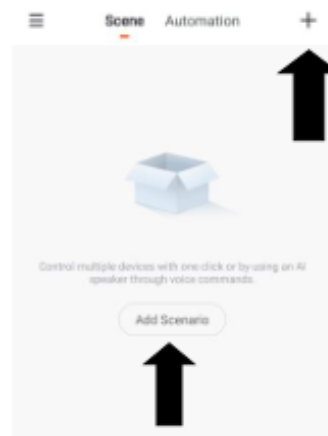 Scene Automation
Control multiple devices with one click or by using an AI
speaker through voice commands.
Add Scenario